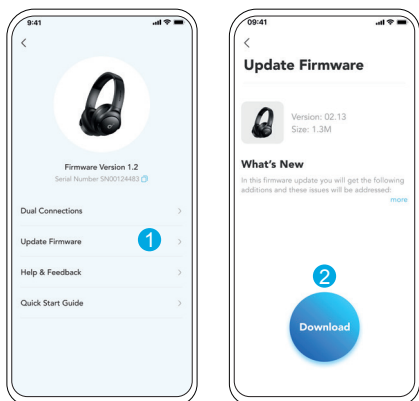 9:41
Firmware Version 1.2
Serial Number:SN00124483
Dual Connections
Update Firmware
1
Help & Feedback
Quick Start Guide
09:41
Update Firmware
Version: 02.13
Size: 1.3M
What's New
In this firmware update you will get the following
additions and these issues will be addressed:
more
2
Download